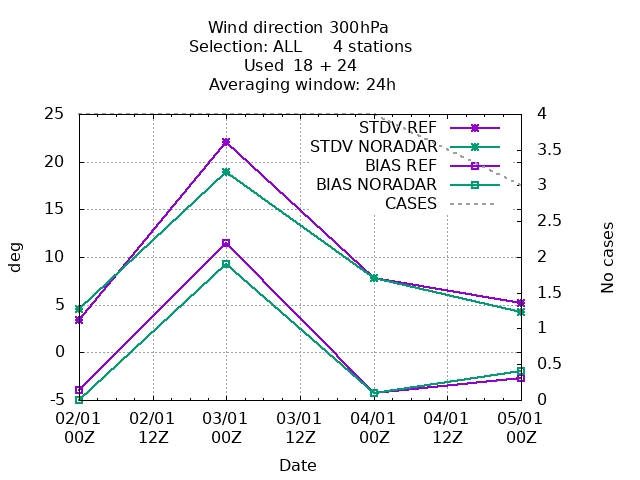 Wind direction 300hPa
Selection: ALL      4 stations
Used  18 + 24
Averaging window: 24h
25
20
15
10
5
0
-5
deg
4
3.5
3
2.5
2
1.5
1
0.5
0
No cases
STDV REF
STDV NORADAR
BIAS REF
BIAS NORADAR
CASES
02/01 02/01 03/01 03/01 04/01 04/01 05/01
00Z 12Z 00Z 12Z 00Z 12Z 00Z
Date